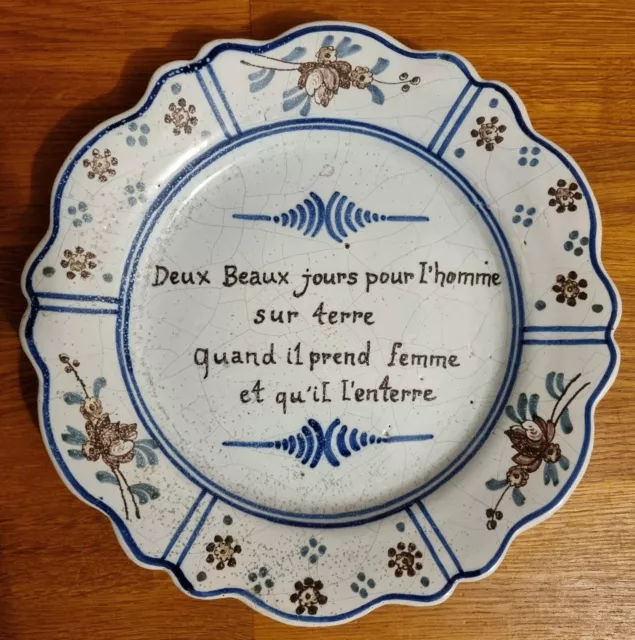 Deux Beaux jours pour l'homme
sur terre
quand il prend femme
et qu'il l'enterre